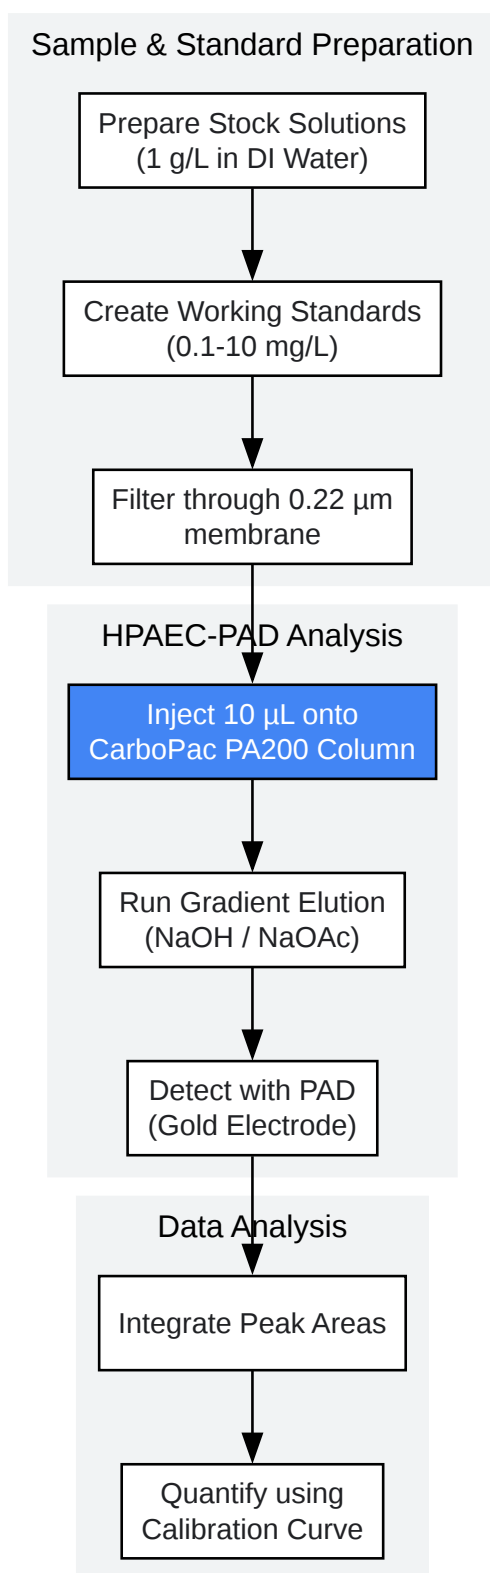 Sample & Standard Preparation
Prepare Stock Solutions
(1 g/L in DI Water)
Create Working Standards
(0.1-10 mg/L)
Filter through 0.22 µm
membrane
HPAEC-PAD Analysis
Inject 10 µL onto
CarboPac PA200 Column
Run Gradient Elution
(NaOH / NaOAc)
Detect with PAD
(Gold Electrode)
Data Analysis
Integrate Peak Areas
Quantify using
Calibration Curve